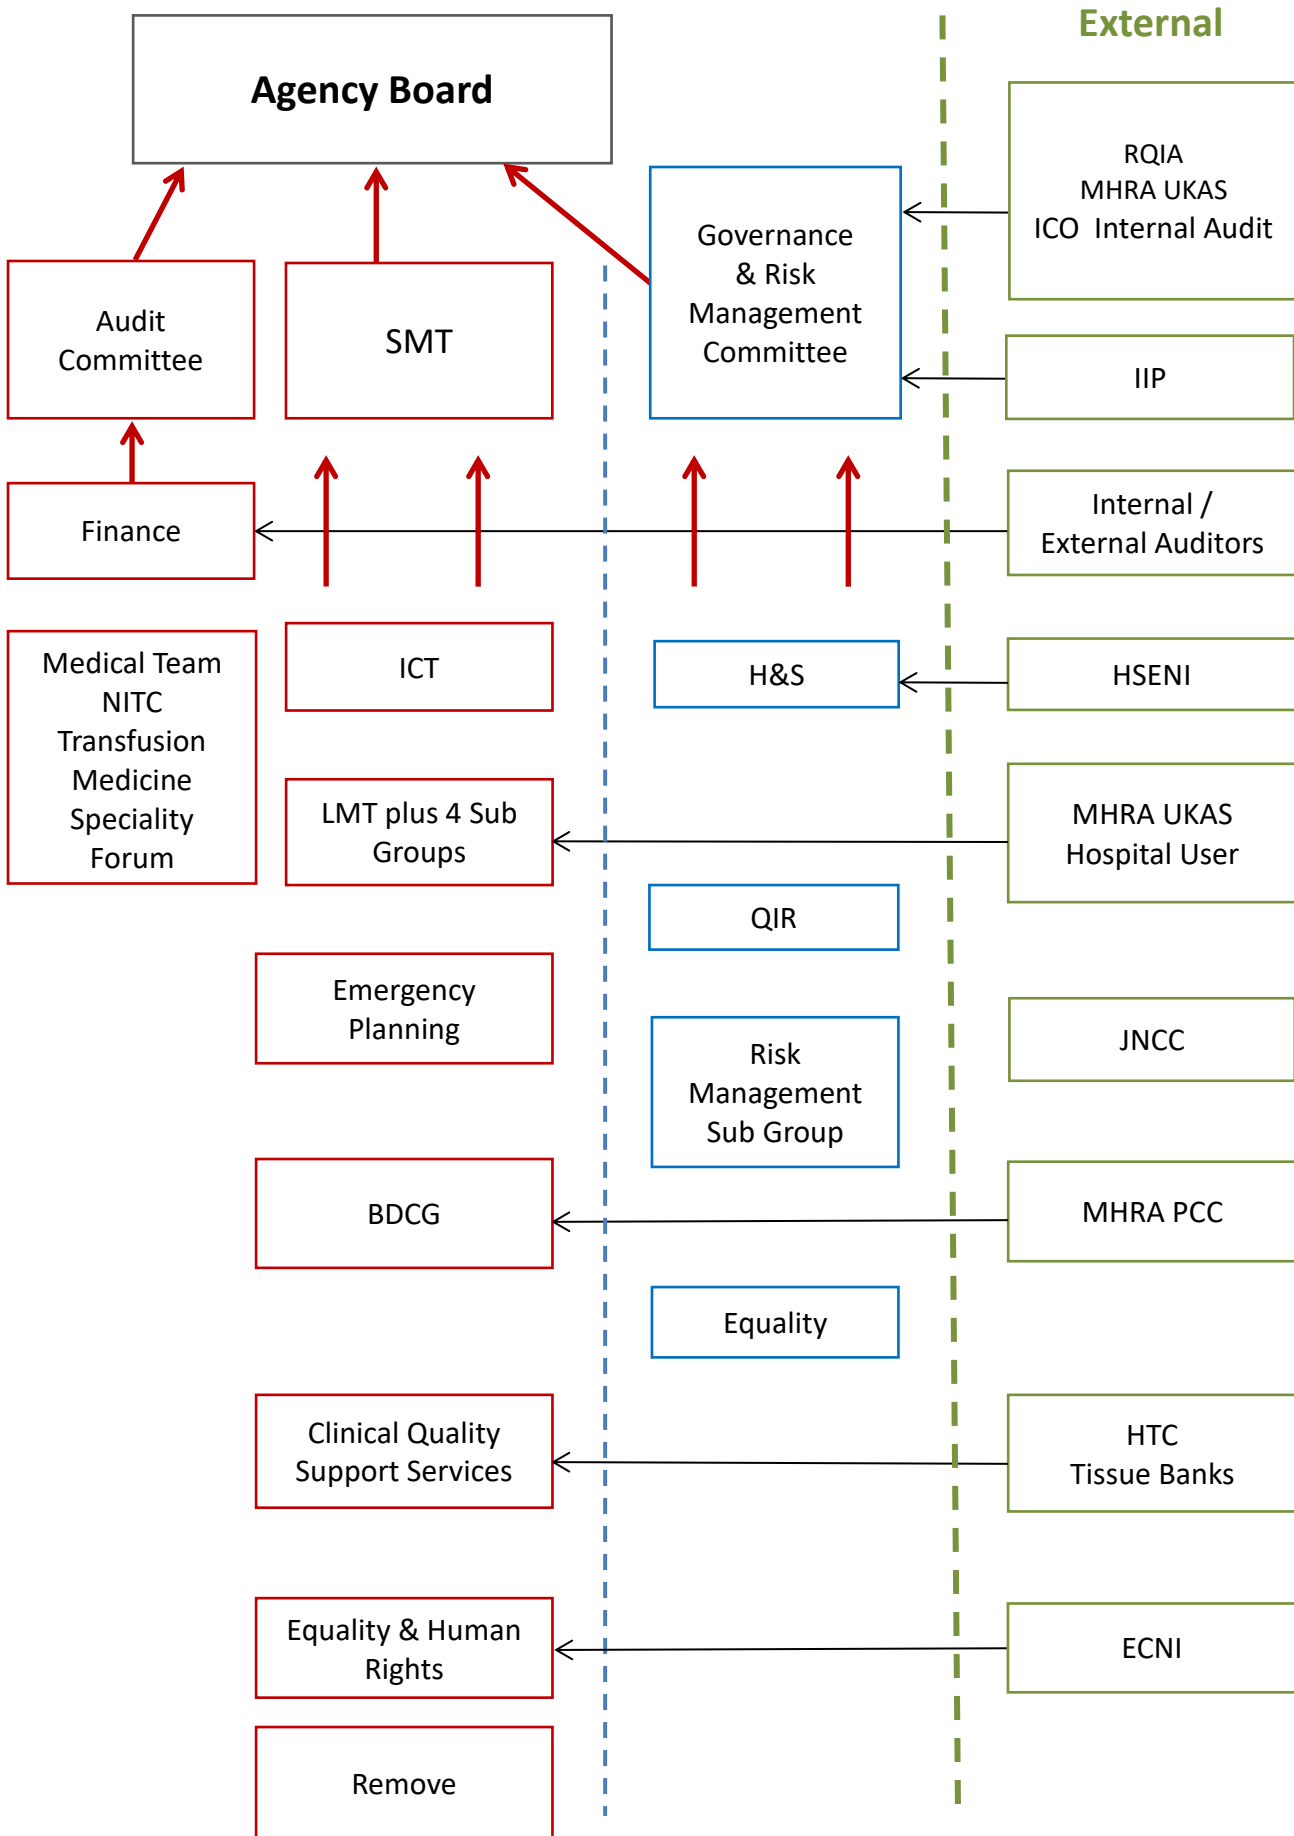 External
Agency Board
RQIA
MHRA UKAS
ICO  Internal Audit
Governance
& Risk
Management
Committee
Audit
Committee
SMT
IIP
Finance
Internal /
External Auditors
Medical Team
NITC
Transfusion
Medicine
Speciality
Forum
ICT
H&S
HSENI
LMT plus 4 Sub
Groups
MHRA UKAS
Hospital User
QIR
Emergency
Planning
Risk
Management
Sub Group
JNCC
BDCG
MHRA PCC
Equality
Clinical Quality
Support Services
HTC
Tissue Banks
Equality & Human
Rights
ECNI
Remove